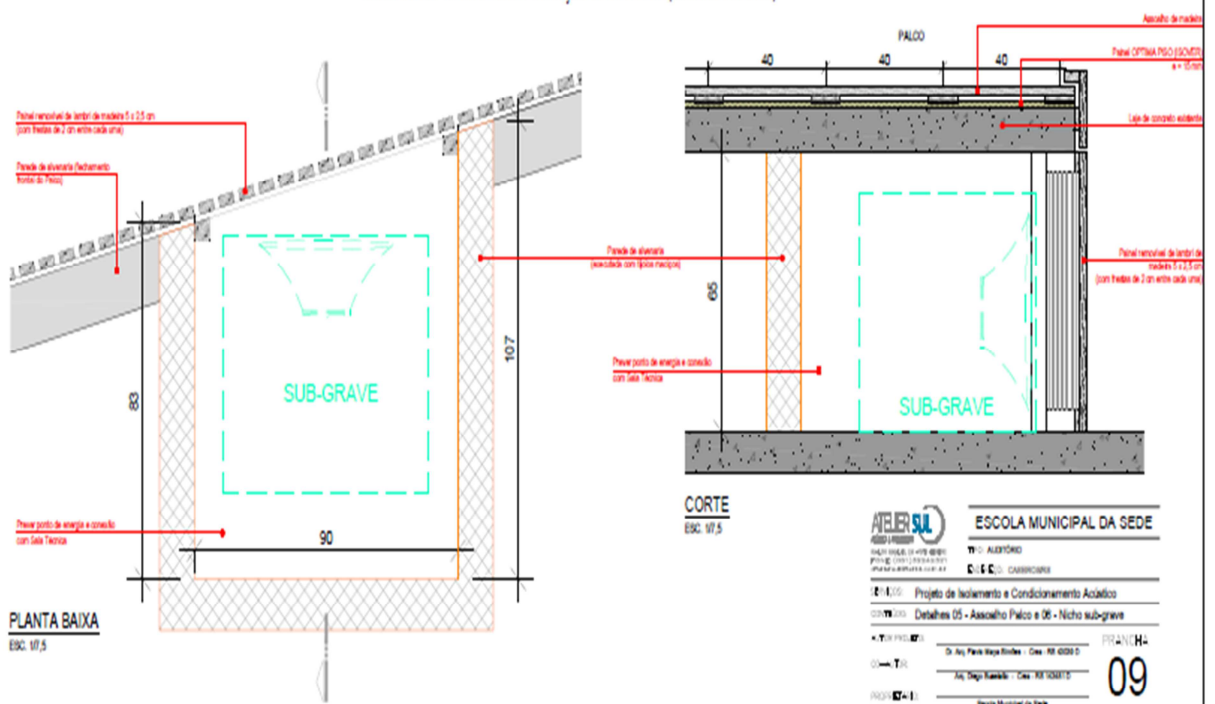 Painel removível de lambri de madeira 5 x 2,5 cm
(com frestas de 2 cm entre cada uma)
Parede de alvenaria (fechamento
frontal do Palco)
83
SUB-GRAVE
107
Prever ponto de energia e conexão
com Sala Técnica
90
PLANTA BAIXA
ESC. 1/7,5
PALCO
40
40
40
Assoalho de madeira
Painel OPTIMA PISO (ISOVER)
e = 15 mm
Laje de concreto existente
Parede de alvenaria
(executada com tijolos maciços)
65
Painel removível de lambri de
madeira 5 x 2,5 cm
(com frestas de 2 cm entre cada uma)
Prever ponto de energia e conexão
com Sala Técnica
SUB-GRAVE
CORTE
ESC. 1/7,5
ATELIER SUL
ESCOLA MUNICIPAL DA SEDE
AUDITÓRIO
Projeto de Isolamento e Condicionamento Acústico
Detalhes 05 - Assoalho Palco e 06 - Nicho sub-grave
PRANCHA
09
Escola Municipal da Sede